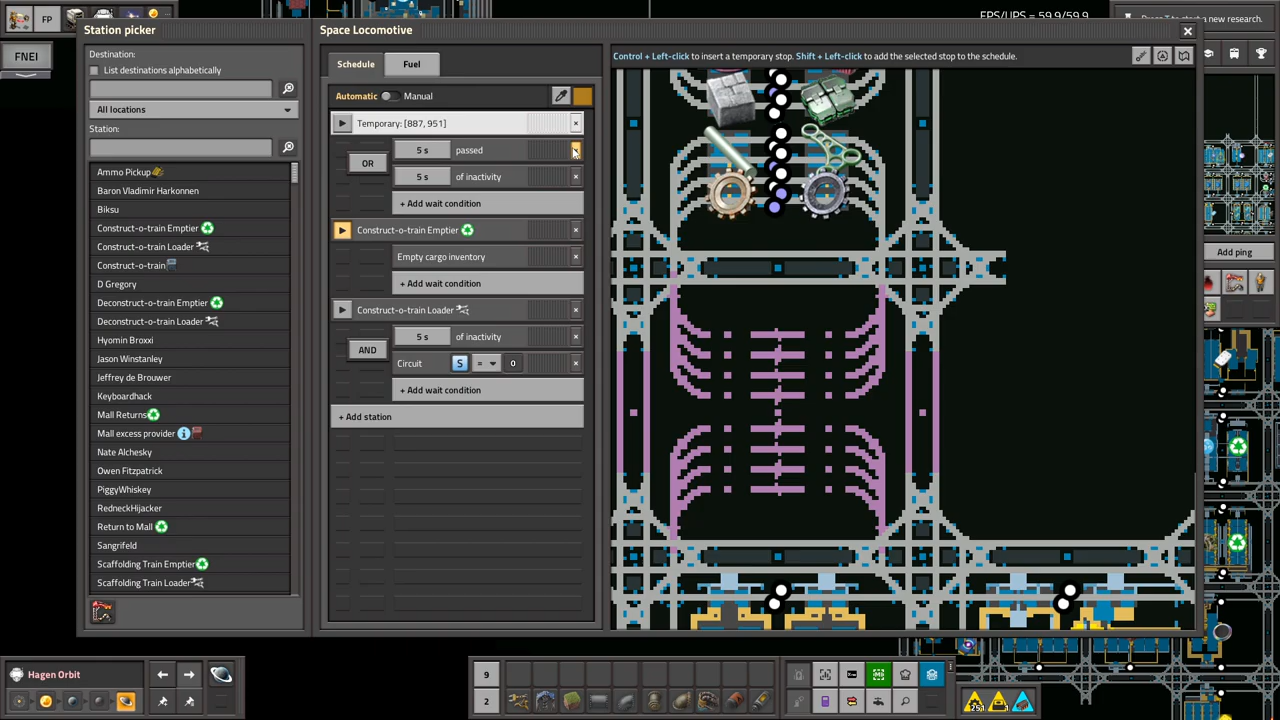 FP
FNEI
Station picker
Destination:
List destinations alphabetically
All locations
Station:
Ammo Pickup
Baron Vladimir Harkonnen
Biksu
Construct-o-train Emptier
Construct-o-train Loader
Construct-o-train
D Gregory
Deconstruct-o-train Emptier
Deconstruct-o-train Loader
Hyomin Broxxi
Jason Winstanley
Jeffrey de Brouwer
Keyboardhack
Mall Returns
Mall excess provider
Nate Alchesky
Owen Fitzpatrick
PiggyWhiskey
RedneckHijacker
Return to Mall
Sangrifeld
Scaffolding Train Emptier
Scaffolding Train Loader
Space Locomotive
Schedule
Fuel
Automatic
Manual
Temporary: [887, 951]
OR
5 s passed
5 s of inactivity
+ Add wait condition
Construct-o-train Emptier
Empty cargo inventory
+ Add wait condition
Construct-o-train Loader
AND
5 s of inactivity
Circuit S = 0
+ Add wait condition
+ Add station
FPS/UPS = 59.9/59.9
Control + Left-click to insert a temporary stop. Shift + Left-click to add the selected stop to the schedule.
to start a new research.
Add ping
Hagen Orbit
9
2